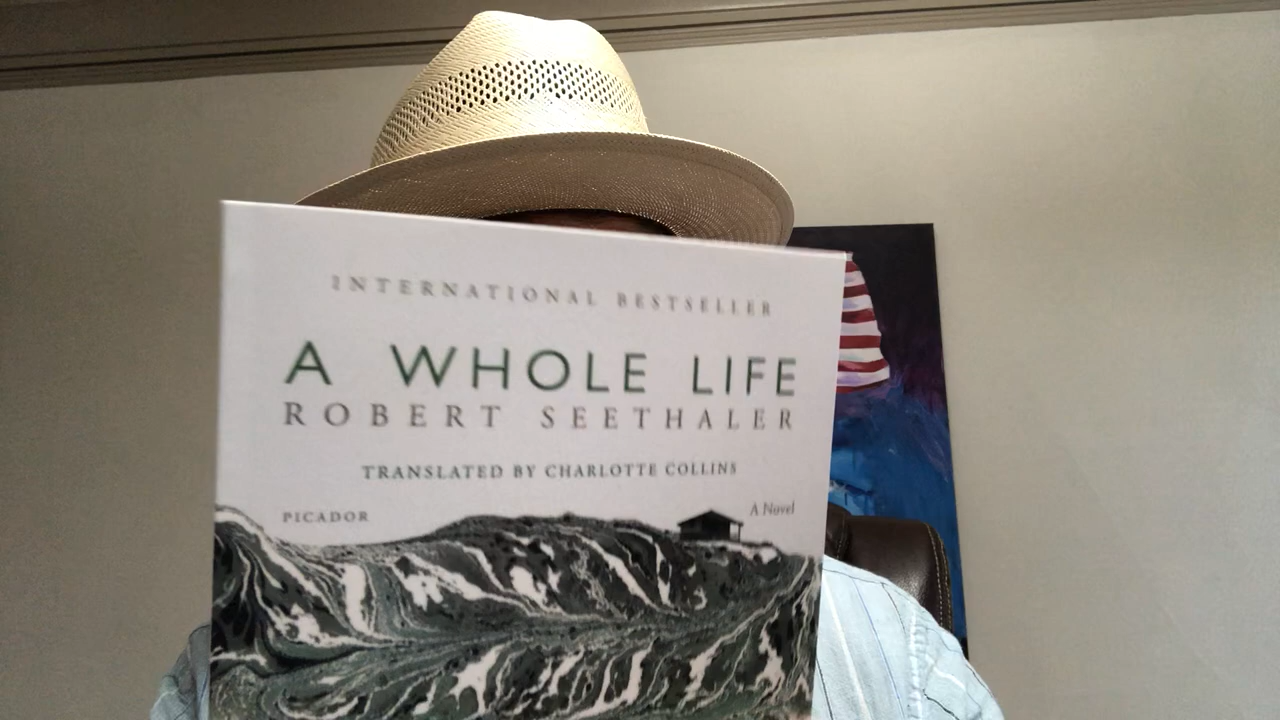 INTERNATIONAL BESTSELLER
A WHOLE LIFE
ROBERT SEETHALER
TRANSLATED BY CHARLOTTE COLLINS
PICADOR
A Novel